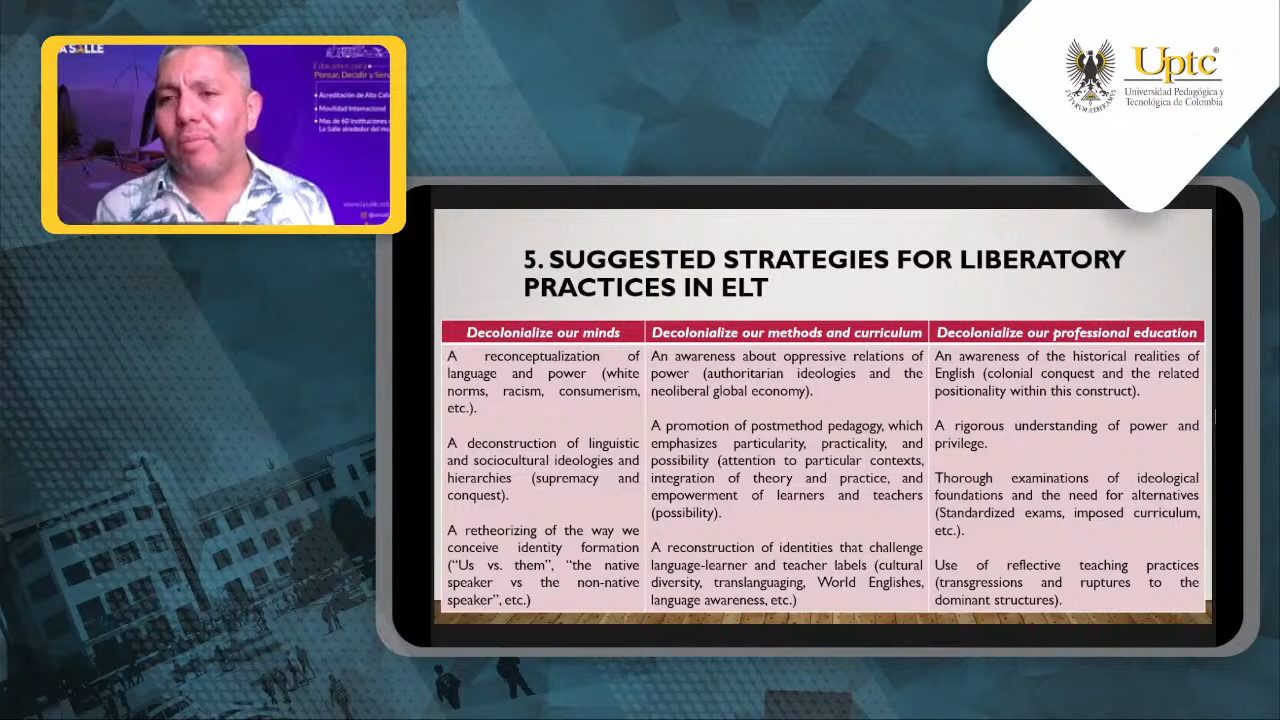 A SALLE
Pensar, Decidir y Serv
Acreditación de Alta Cali
Movilidad Internacional
Mas de 60 Instituciones
La Salle alrededor del mu
Uptc®
Universidad Pedagógica y
Tecnológica de Colombia
5. SUGGESTED STRATEGIES FOR LIBERATORY
PRACTICES IN ELT
Decolonialize our minds
A reconceptualization of
language and power (white
norms, racism, consumerism,
etc.).
A deconstruction of linguistic
and sociocultural ideologies and
hierarchies (supremacy and
conquest).
A retheorizing of the way we
conceive identity formation
(“Us vs. them”, “the native
speaker vs the non-native
speaker”, etc.)
Decolonialize our methods and curriculum
An awareness about oppressive relations of
power (authoritarian ideologies and the
neoliberal global economy).
A promotion of postmethod pedagogy, which
emphasizes particularity, practicality, and
possibility (attention to particular contexts,
integration of theory and practice, and
empowerment of learners and teachers
(possibility).
A reconstruction of identities that challenge
language-learner and teacher labels (cultural
diversity, translanguaging, World Englishes,
language awareness, etc.)
Decolonialize our professional education
An awareness of the historical realities of
English (colonial conquest and the related
positionality within this construct).
A rigorous understanding of power and
privilege.
Thorough examinations of ideological
foundations and the need for alternatives
(Standardized exams, imposed curriculum,
etc.).
Use of reflective teaching practices
(transgressions and ruptures to the
dominant structures).